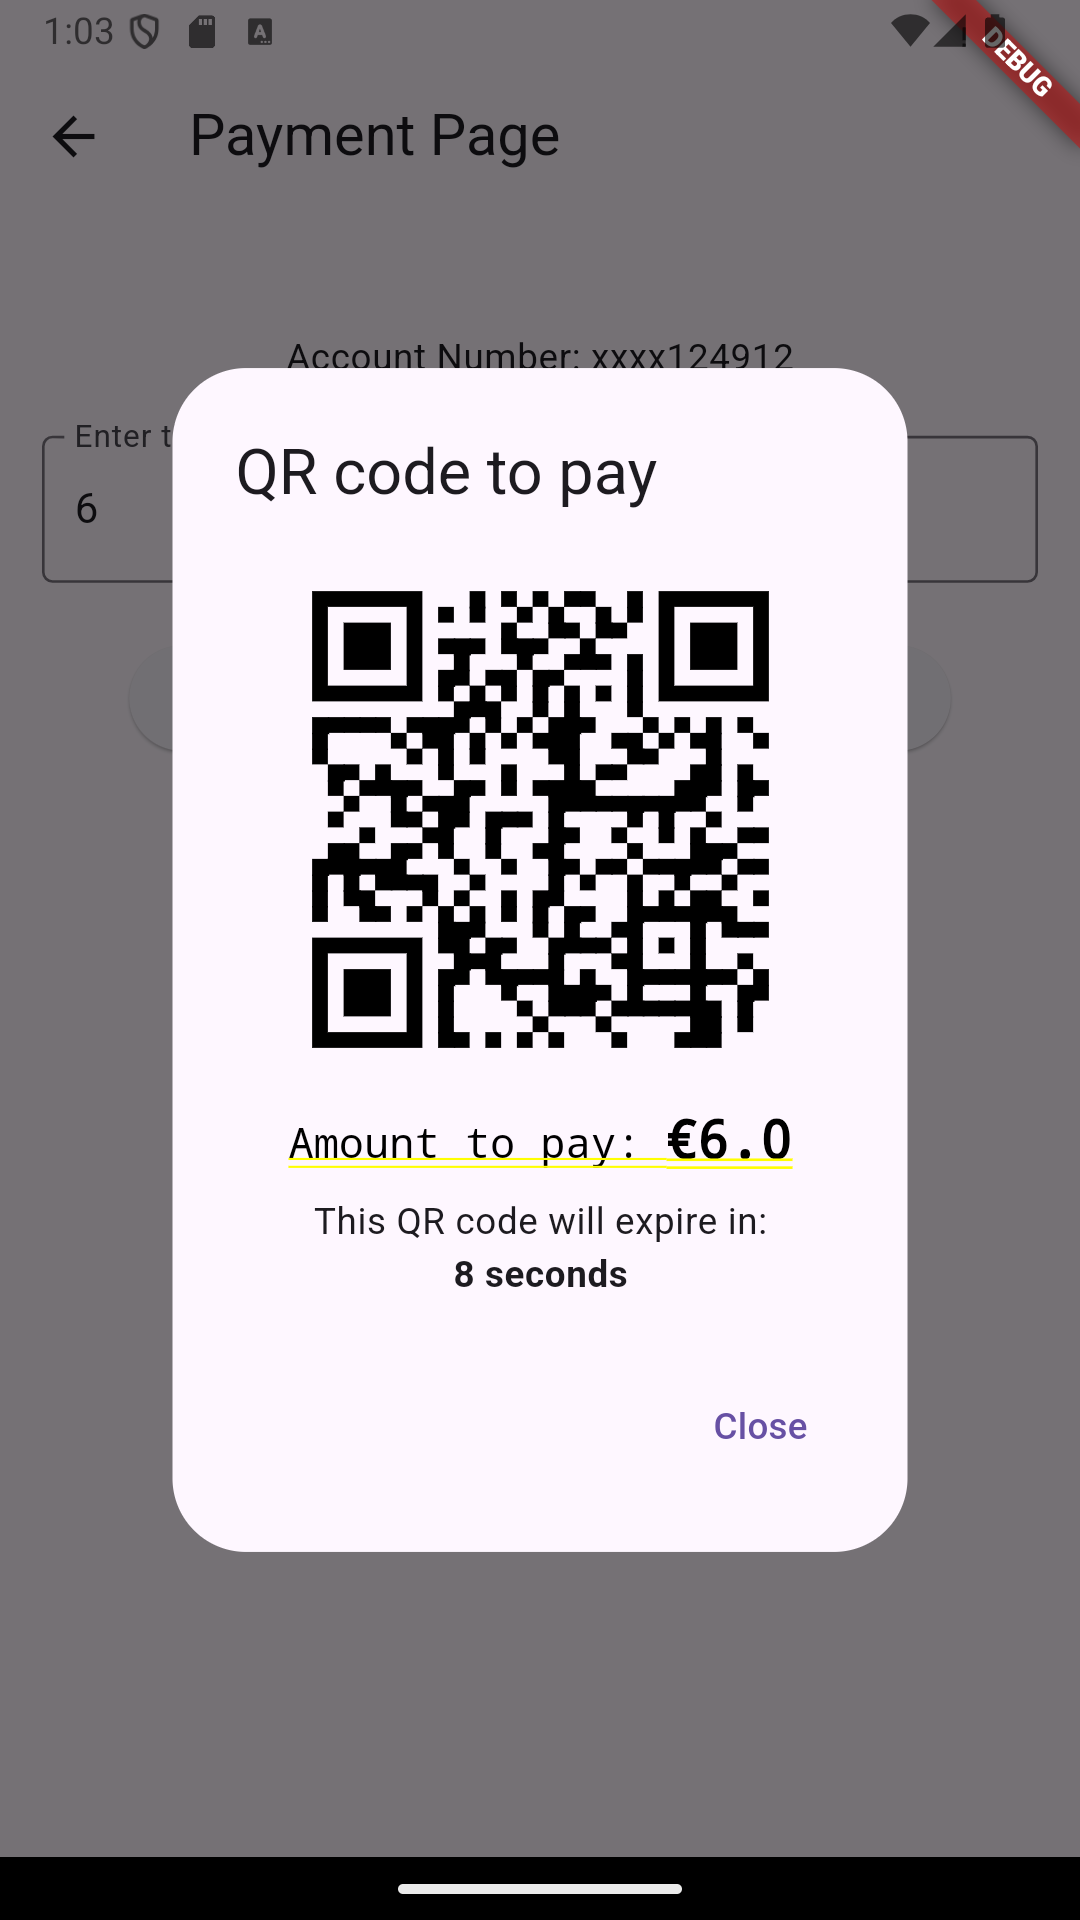 1:03
DEBUG
Payment Page
Account Number: xxxx124912
Enter t
6
QR code to pay
Amount to pay: €6.0
This QR code will expire in:
8 seconds
Close